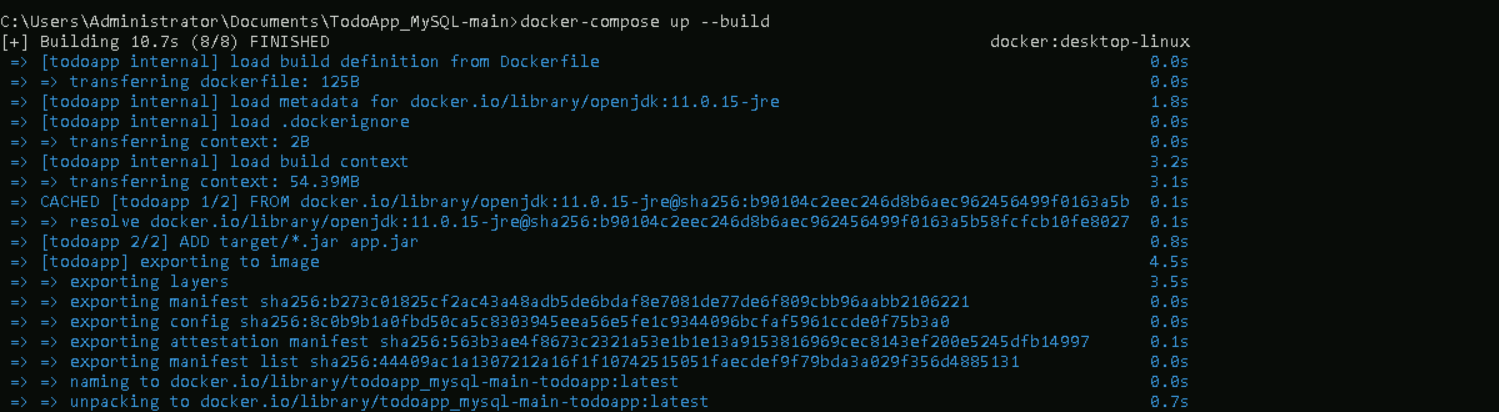 C:\Users\Administrator\Documents\TodoApp_MySQL-main>docker-compose up --build
[+] Building 10.7s (8/8) FINISHED docker:desktop-linux
=> [todoapp internal] load build definition from Dockerfile 0.0s
=> => transferring dockerfile: 125B 0.0s
=> [todoapp internal] load metadata for docker.io/library/openjdk:11.0.15-jre 1.8s
=> [todoapp internal] load .dockerignore 0.0s
=> => transferring context: 2B 0.0s
=> [todoapp internal] load build context 3.2s
=> => transferring context: 54.39MB 3.1s
=> CACHED [todoapp 1/2] FROM docker.io/library/openjdk:11.0.15-jre@sha256:b90104c2eec246d8b6aec962456499f0163a5b 0.1s
=> => resolve docker.io/library/openjdk:11.0.15-jre@sha256:b90104c2eec246d8b6aec962456499f0163a5b58fcfcb10fe8027 0.1s
=> [todoapp 2/2] ADD target/*.jar app.jar 0.8s
=> [todoapp] exporting to image 4.5s
=> => exporting layers 3.5s
=> => exporting manifest sha256:b273c01825cf2ac43a48adb5de6bdaf8e7081de77de6f809cbb96aabb2106221 0.0s
=> => exporting config sha256:8c0b9b1a0fbd50ca5c8303945eea56e5fe1c9344096bcfaf5961ccde0f75b3a0 0.0s
=> => exporting attestation manifest sha256:563b3ae4f8673c2321a53e1b1e13a9153816969cec8143ef200e5245dfb14997 0.1s
=> => exporting manifest list sha256:44409ac1a1307212a16f1f10742515051faecdef9f79bda3a029f356d4885131 0.0s
=> => naming to docker.io/library/todoapp_mysql-main-todoapp:latest 0.0s
=> => unpacking to docker.io/library/todoapp_mysql-main-todoapp:latest 0.7s